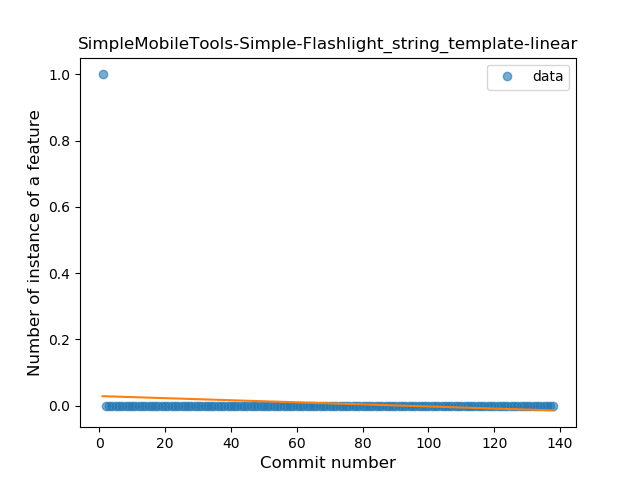 SimpleMobileTools-Simple-Flashlight_string_template-linear
data
Number of instance of a feature
1.0
0.8
0.6
0.4
0.2
0.0
0 20 40 60 80 100 120 140
Commit number